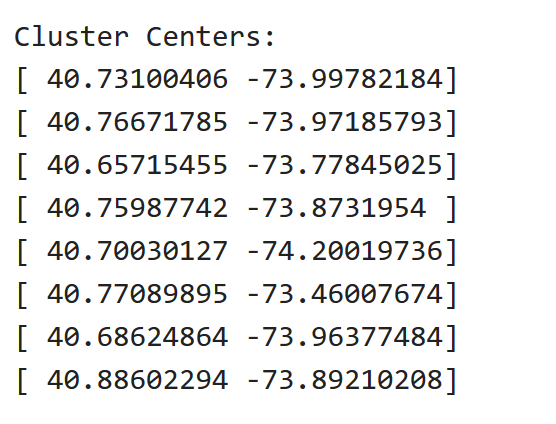 Cluster Centers:
[ 40.73100406 -73.99782184]
[ 40.76671785 -73.97185793]
[ 40.65715455 -73.77845025]
[ 40.75987742 -73.8731954 ]
[ 40.70030127 -74.20019736]
[ 40.77089895 -73.46007674]
[ 40.68624864 -73.96377484]
[ 40.88602294 -73.89210208]